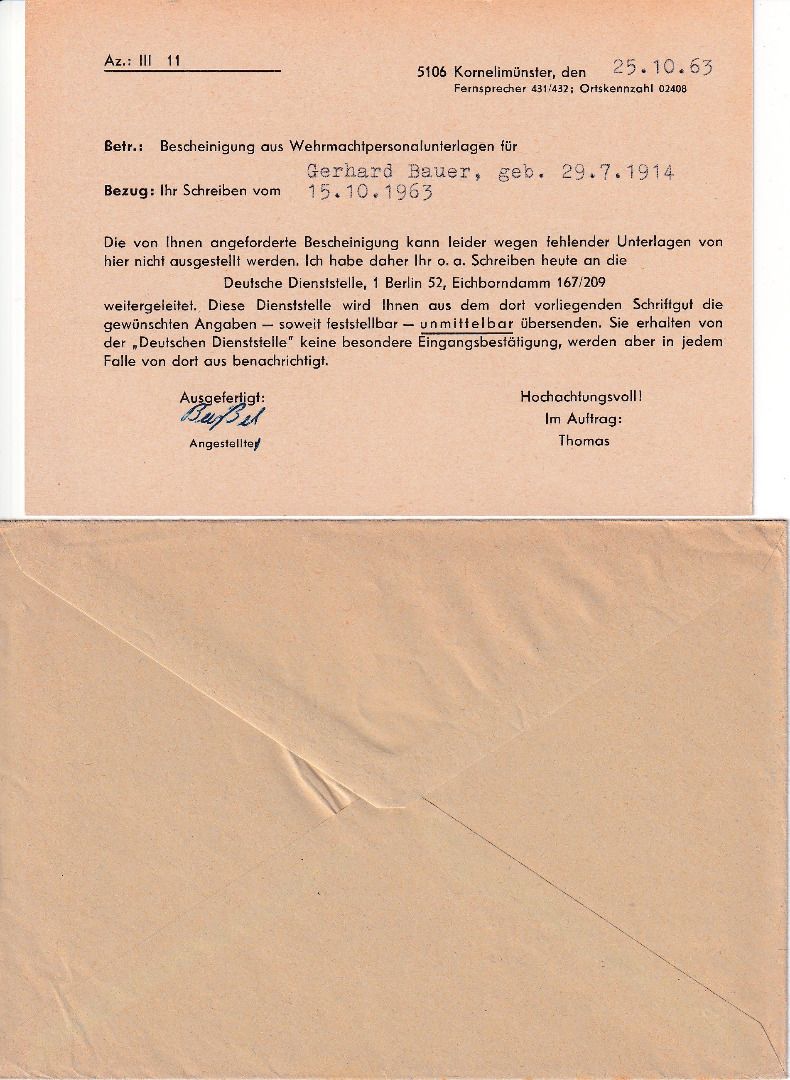 Az.: III 11
5106 Kornelimünster, den 25.10.63
Fernsprecher 431/432; Ortskennzahl 02408
Betr.: Bescheinigung aus Wehrmachtpersonalunterlagen für
Gerhard Bauer, geb. 29.7.1914
Bezug: Ihr Schreiben vom 15.10.1963
Die von Ihnen angeforderte Bescheinigung kann leider wegen fehlender Unterlagen von
hier nicht ausgestellt werden. Ich habe daher Ihr o. a. Schreiben heute an die
Deutsche Dienststelle, 1 Berlin 52, Eichborndamm 167/209
weitergeleitet. Diese Dienststelle wird Ihnen aus dem dort vorliegenden Schriftgut die
gewünschten Angaben — soweit feststellbar — unmittelbar übersenden. Sie erhalten von
der „Deutschen Dienststelle" keine besondere Eingangsbestätigung, werden aber in jedem
Falle von dort aus benachrichtigt.
Ausgefertigt:
Angestellter
Hochachtungsvoll!
Im Auftrag:
Thomas